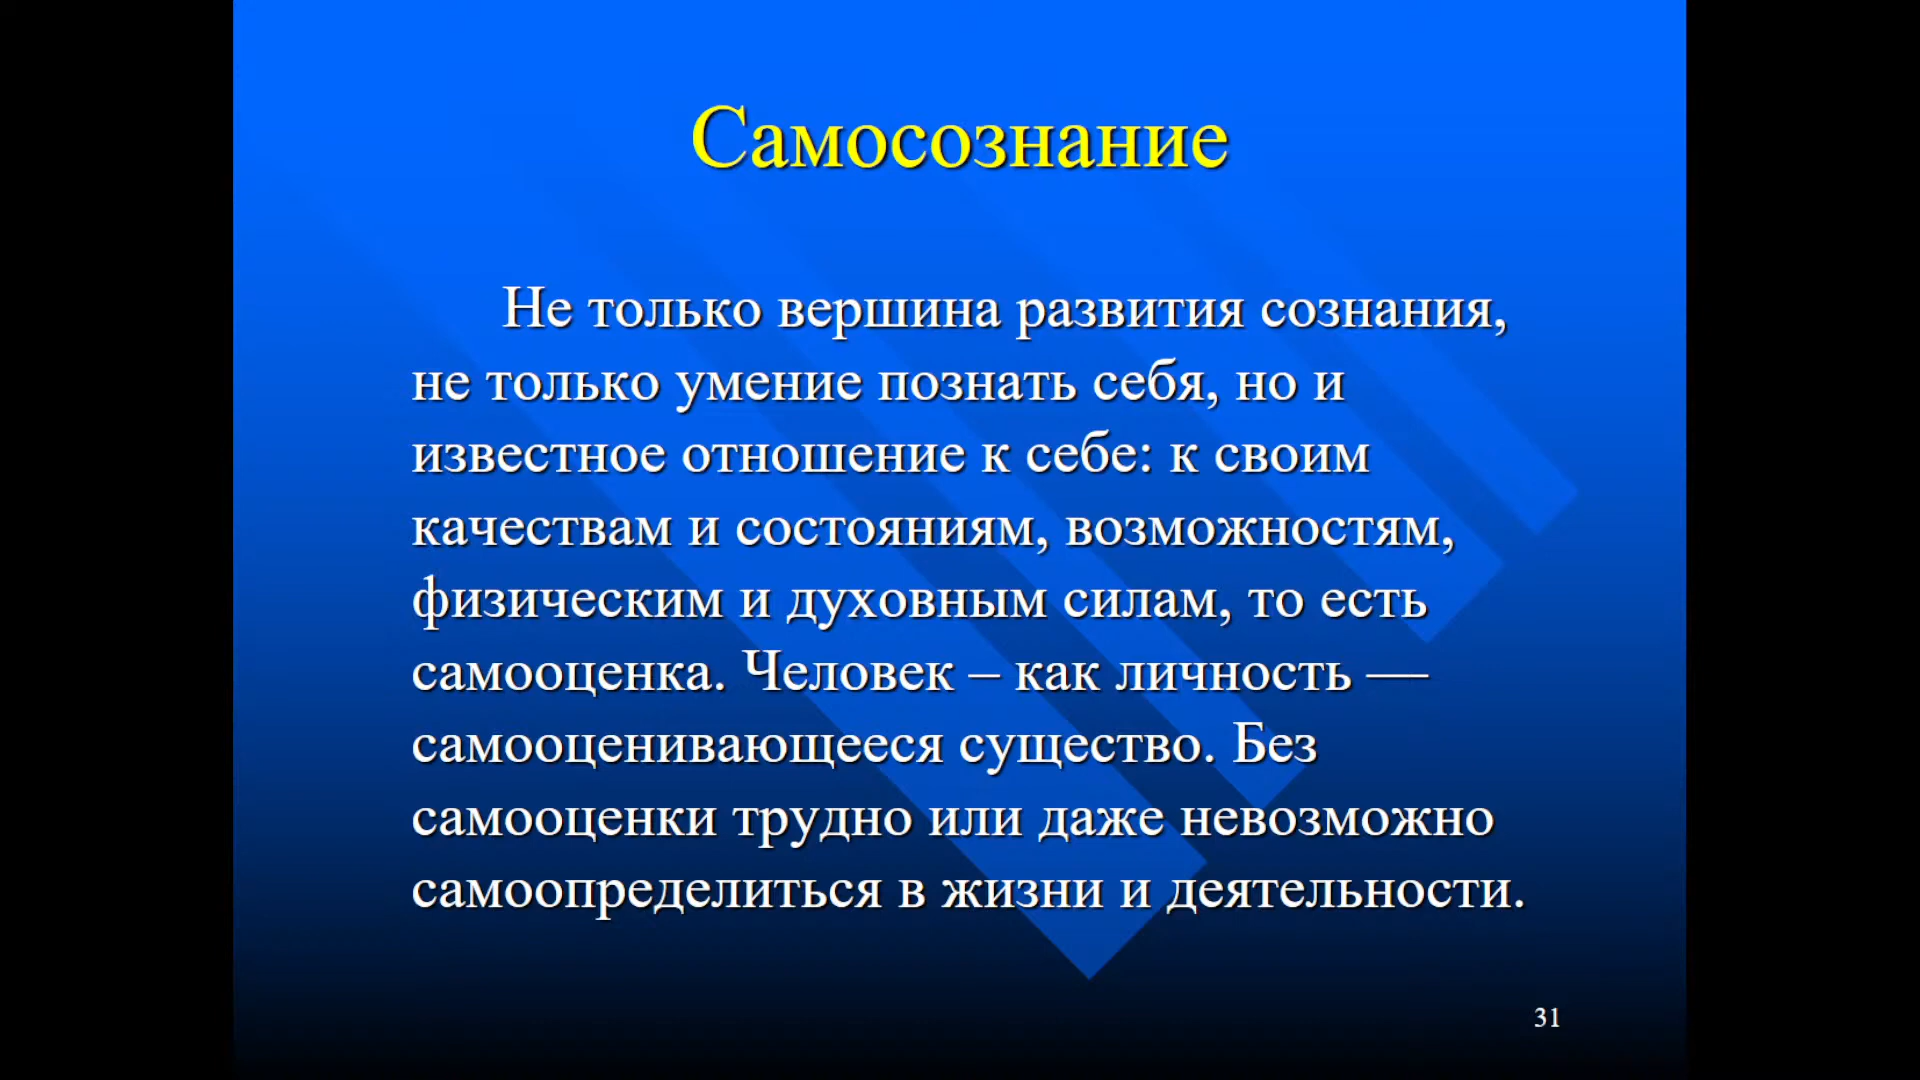 Самосознание
Не только вершина развития сознания,
не только умение познать себя, но и
известное отношение к себе: к своим
качествам и состояниям, возможностям,
физическим и духовным силам, то есть
самооценка. Человек – как личность —
самооценивающееся существо. Без
самооценки трудно или даже невозможно
самоопределиться в жизни и деятельности.
31